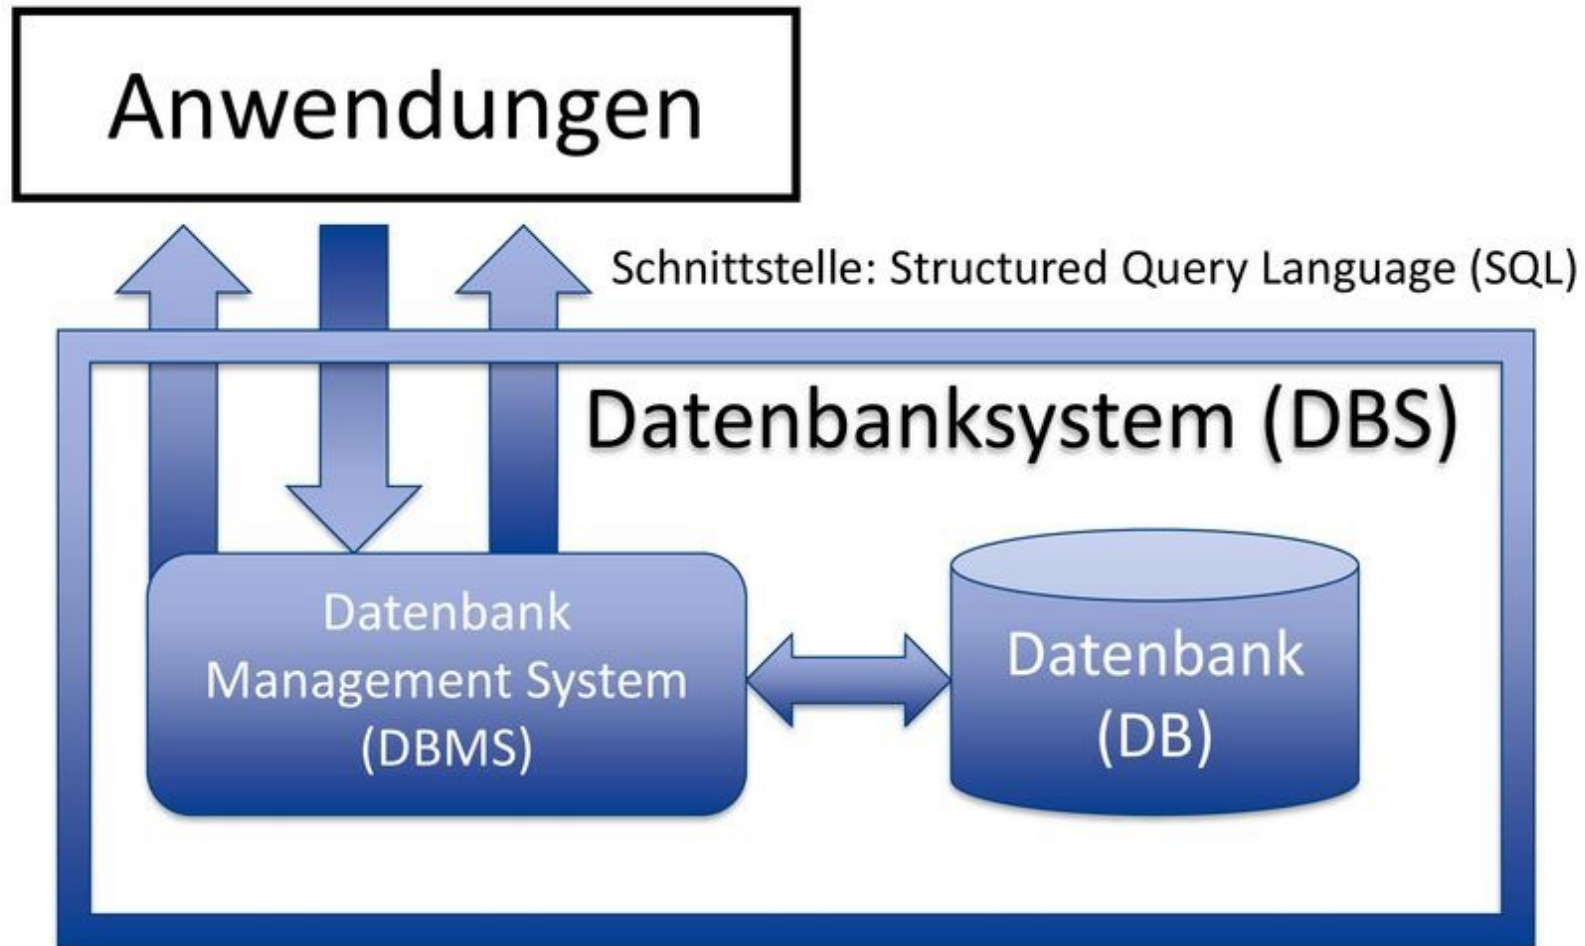 Anwendungen
Schnittstelle: Structured Query Language (SQL)
Datenbanksystem (DBS)
Datenbank
Management System
(DBMS)
Datenbank
(DB)